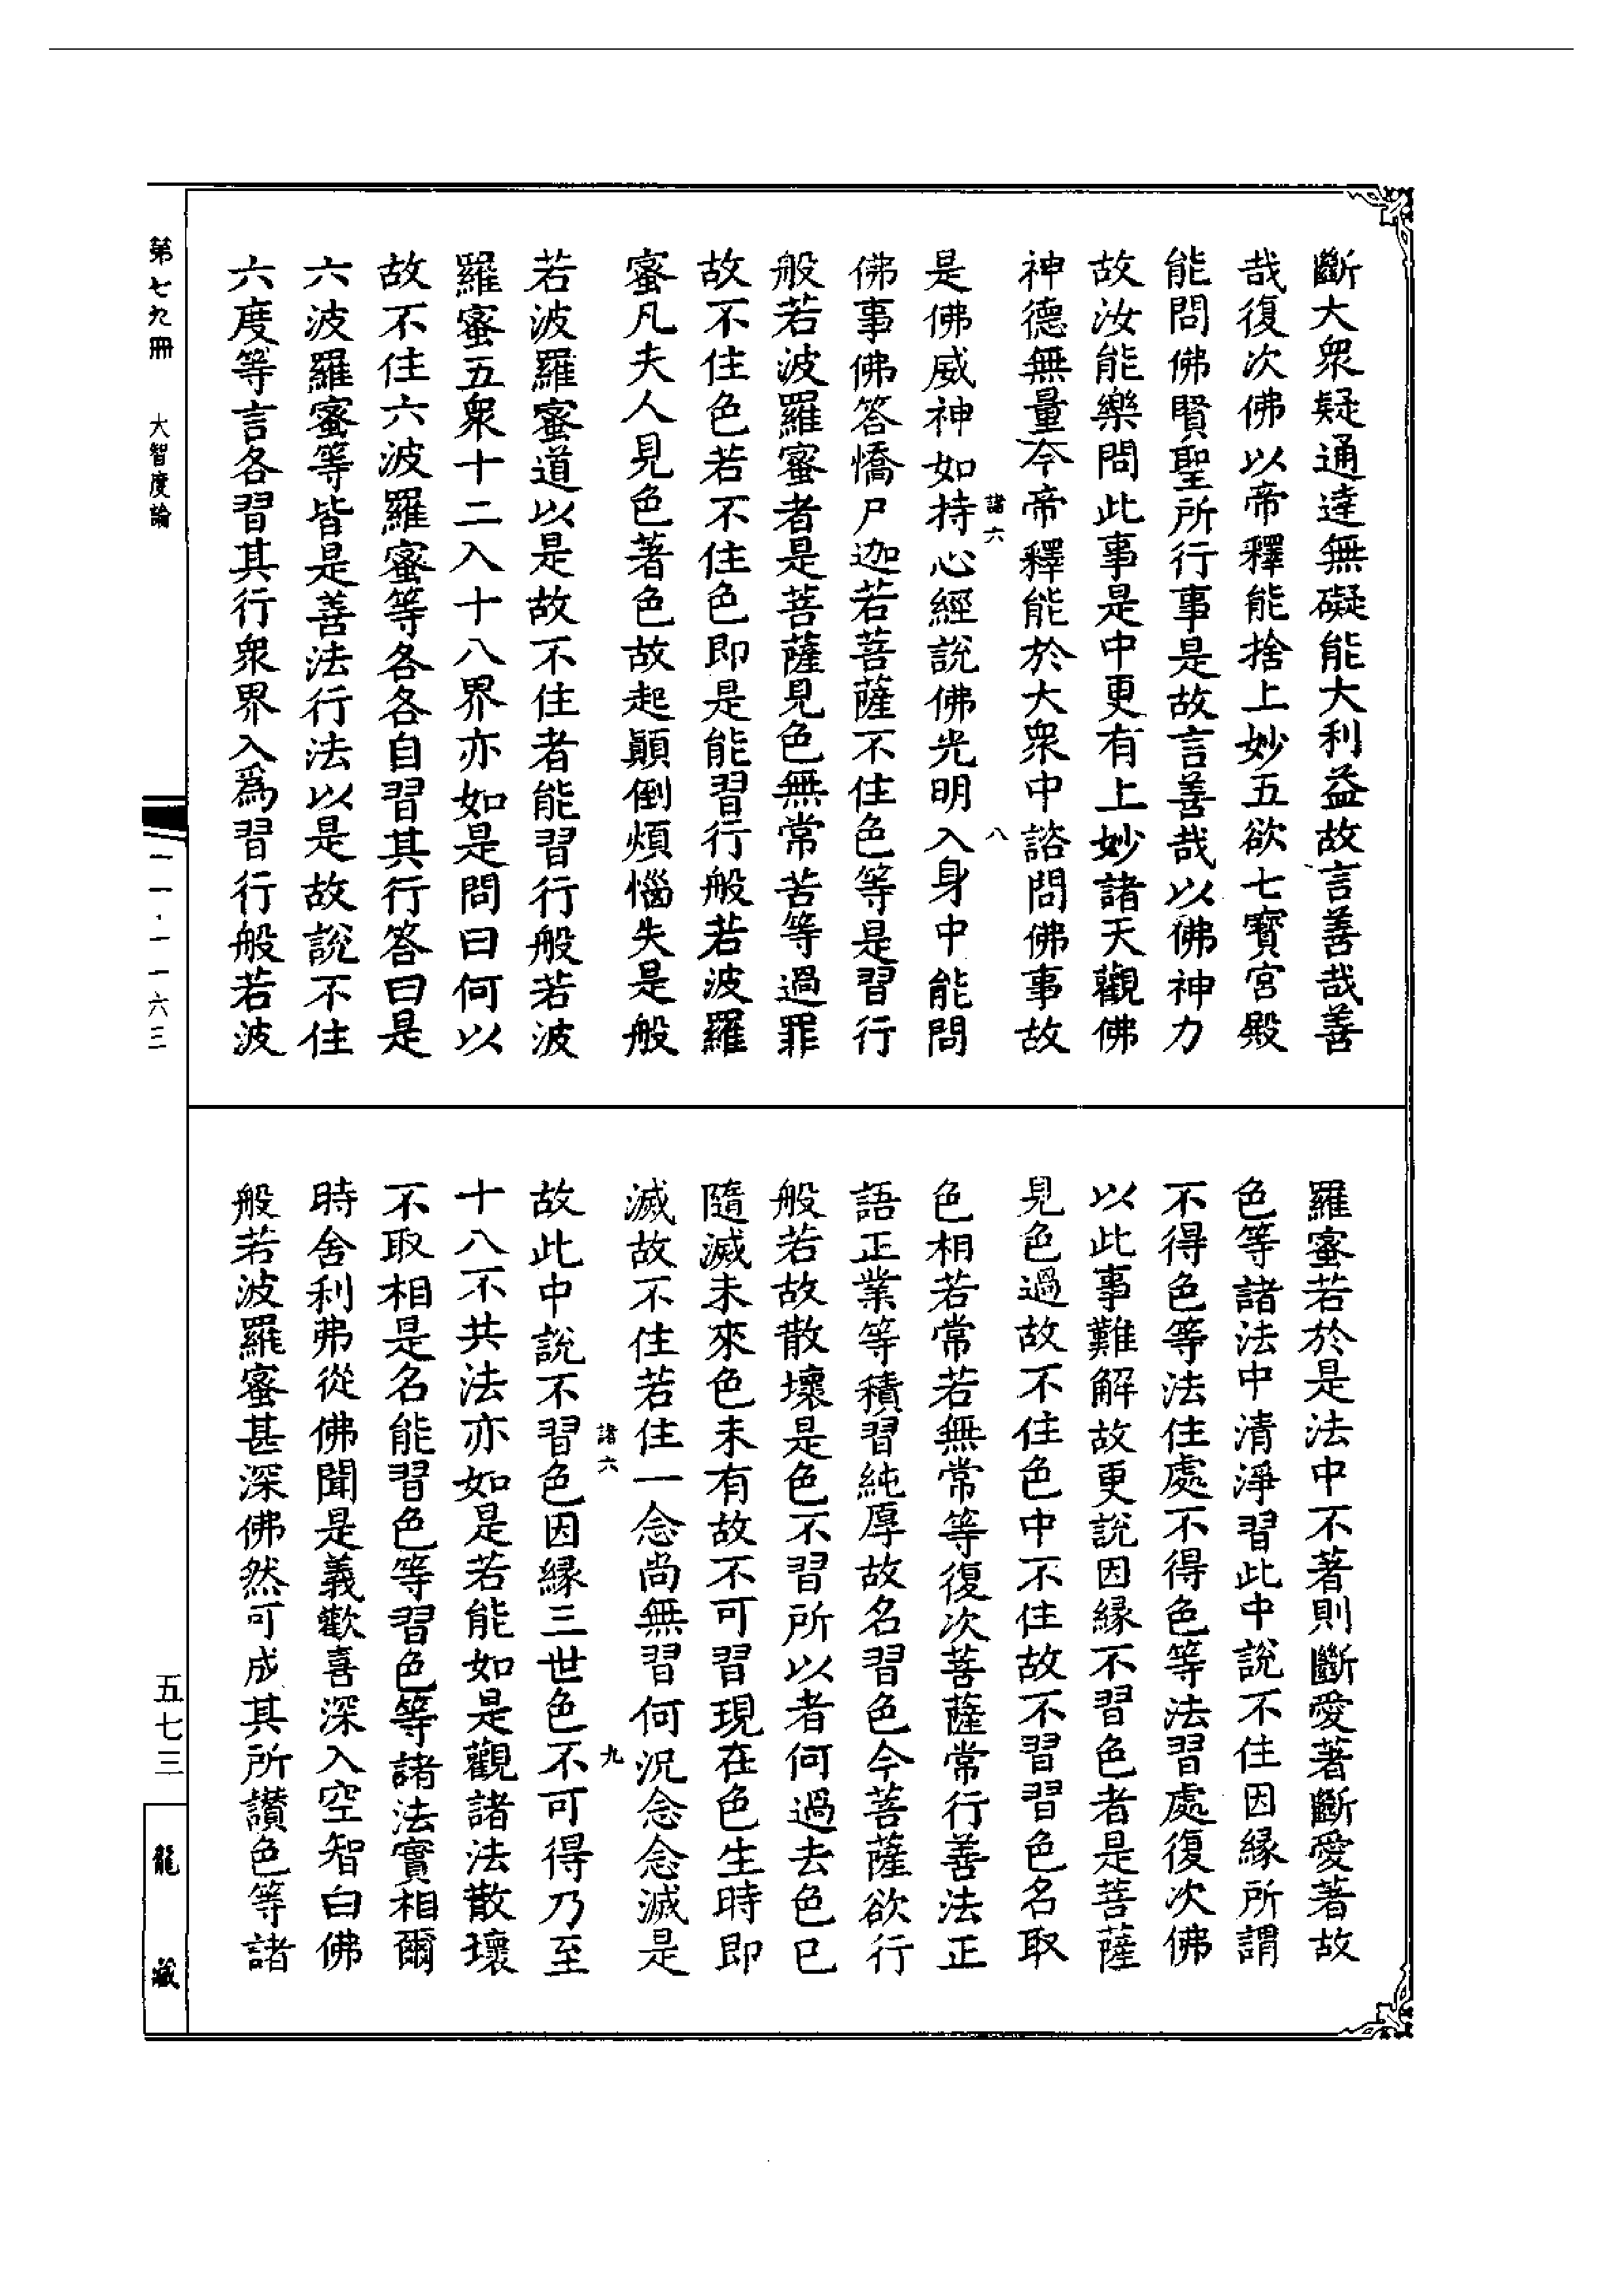 斷大衆疑通達無礙能大利益故言善哉善
哉復次佛以帝釋能捨上妙五欲七寳宮殿
能問佛賢聖所行事是故言善哉以佛神力
故汝能樂問此事是中更有上妙諸天觀佛
神德無量今帝釋能於大衆中諮問佛事故
諸六 八
是佛威神如持心經說佛光明入身中能問
佛事佛答憍尸迦若菩薩不住色等是習行
般若波羅蜜者是菩薩見色無常苦等過罪
故不住色若不住色即是能習行般若波羅
蜜凡夫人見色著色故起顛倒煩惱失是般
若波羅蜜道以是故不住者能習行般若波
羅蜜五衆十二入十八界亦如是問曰何以
故不住六波羅蜜等各各自習其行答曰是
六波羅蜜等皆是善法行法以是故說不住
六度等言各習其行衆界入爲習行般若波
羅蜜若於是法中不著則斷愛著斷愛著故
色等諸法中清淨習此中說不住因緣所謂
不得色等法住處不得色等法習處復次佛
以此事難解故更說因緣不習色者是菩薩
見色過故不住色中不住故不習習色名取
色相若常若無常等復次菩薩常行善法正
語正業等積習純厚故名習色今菩薩欲行
般若故散壞是色不習所以者何過去色已
隨滅未來色未有故不可習現在色生時即
滅故不住若住一念尚無習何況念念滅是
諸六 九
故此中說不習色因緣三世色不可得乃至
十八不共法亦如是若能如是觀諸法散壞
不取相是名能習色等習色等諸法實相爾
時舍利弗從佛聞是義歡喜深入空智白佛
般若波羅蜜甚深佛然可成其所讃色等諸
第七九冊 大智度論
一一·一一六三
五七三
龍藏